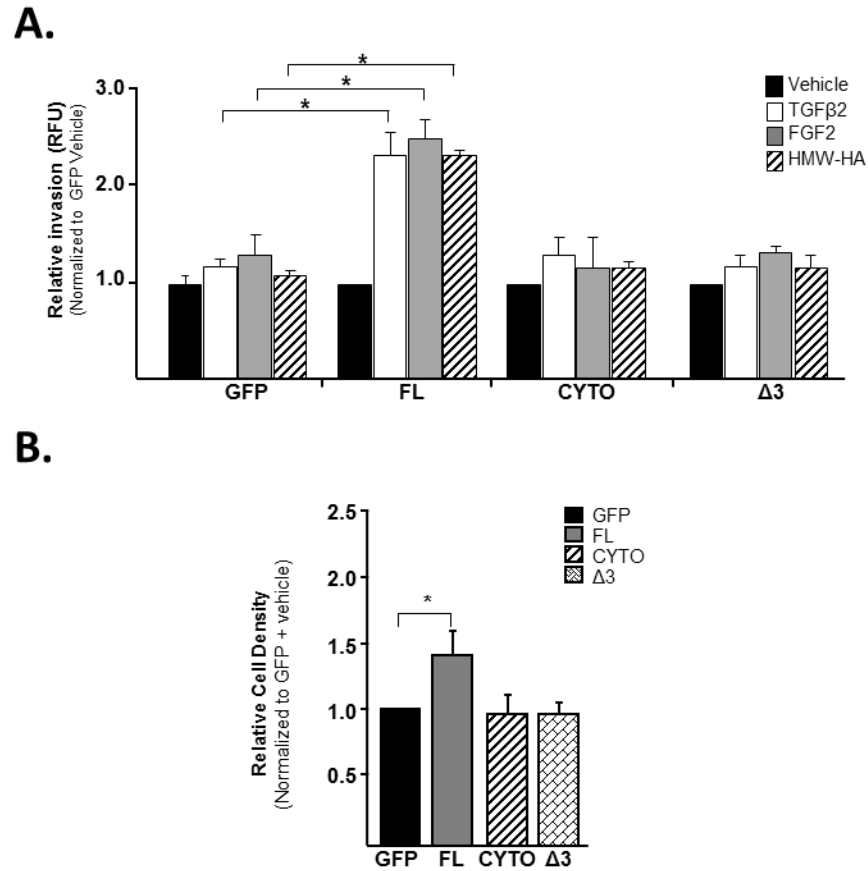 A.
Relative invasion (RFU)
(Normalized to GFP Vehicle)
3.0
2.0
1.0
*
*
*
Vehicle
TGFβ2
FGF2
HMW-HA
GFP FL CYTO Δ3
B.
Relative Cell Density
(Normalized to GFP + vehicle)
2.5
2.0
1.5
1.0
0.5
*
GFP
FL
CYTO
Δ3
GFP FL CYTO Δ3